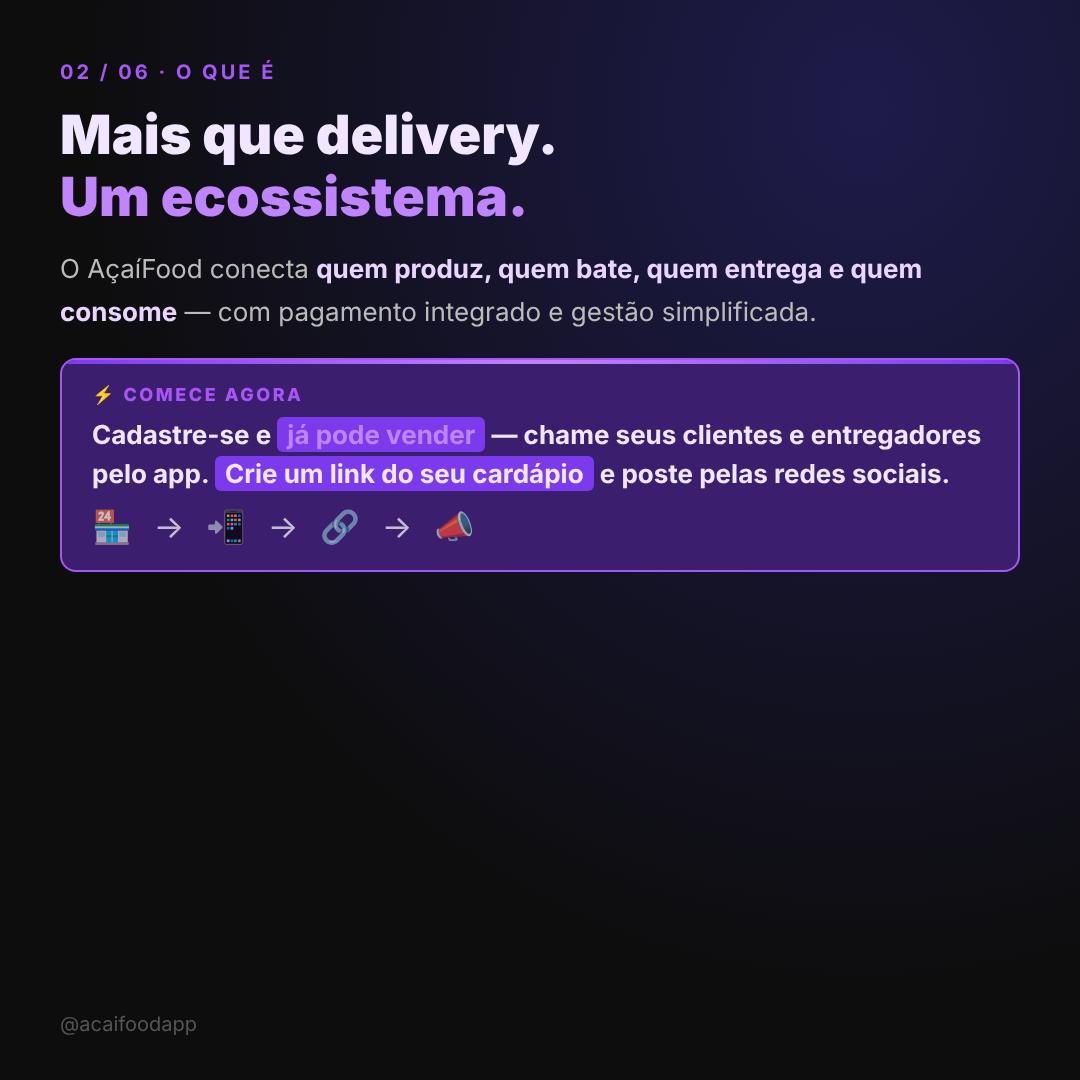 02 / 06 · O QUE É
Mais que delivery.
Um ecossistema.
O AçaíFood conecta quem produz, quem bate, quem entrega e quem
consome — com pagamento integrado e gestão simplificada.
⚡ COMECE AGORA
Cadastre-se e já pode vender — chame seus clientes e entregadores
pelo app. Crie um link do seu cardápio e poste pelas redes sociais.
🏪 → 📲 → 🔗 → 📣
@acaifoodapp